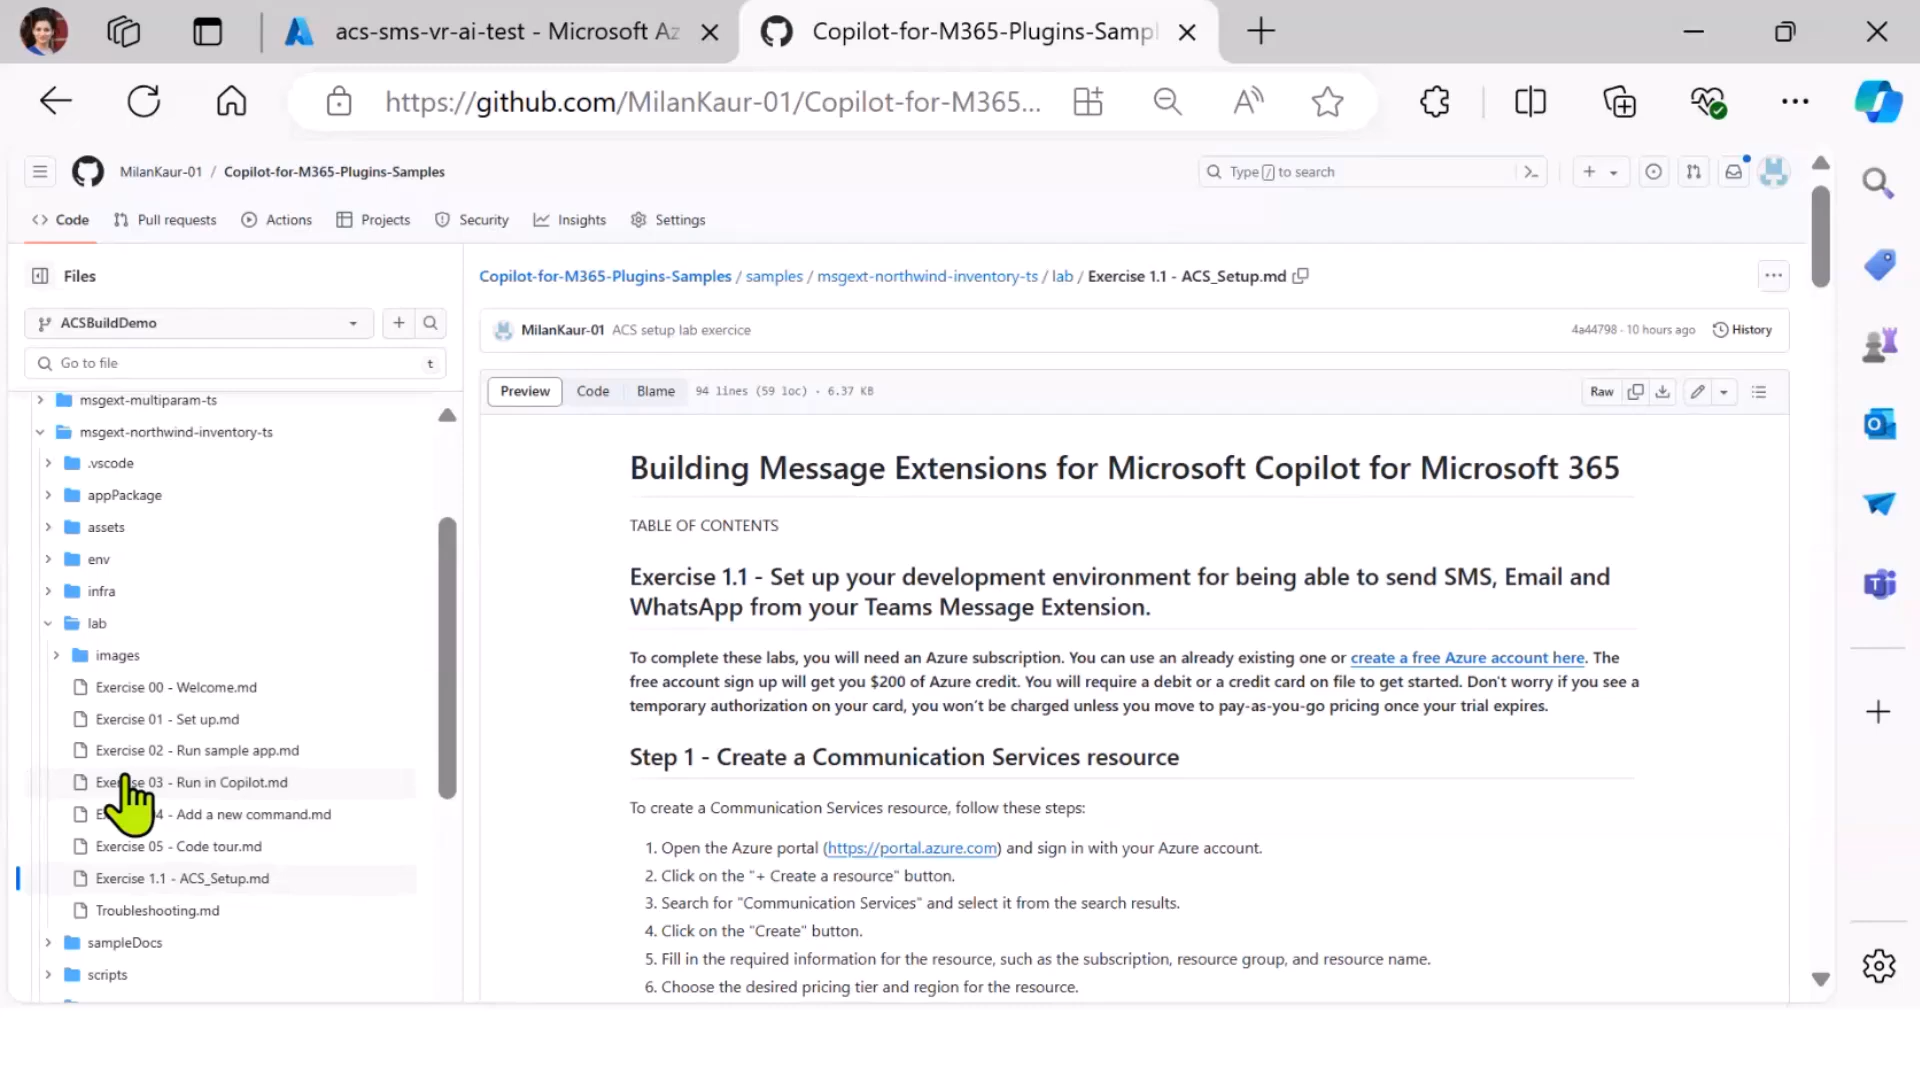 acs-sms-vr-ai-test - Microsoft Az
Copilot-for-M365-Plugins-Sampl
https://github.com/MilanKaur-01/Copilot-for-M365...
MilanKaur-01 / Copilot-for-M365-Plugins-Samples
Type / to search
Code Pull requests Actions Projects Security Insights Settings
Files
ACSBuildDemo
Go to file t
msgext-multiparam-ts
msgext-northwind-inventory-ts
.vscode
appPackage
assets
env
infra
lab
images
Exercise 00 - Welcome.md
Exercise 01 - Set up.md
Exercise 02 - Run sample app.md
03 - Run in Copilot.md
4 - Add a new command.md
Exercise 05 - Code tour.md
Exercise 1.1 - ACS_Setup.md
Troubleshooting.md
sampleDocs
scripts
Copilot-for-M365-Plugins-Samples / samples / msgext-northwind-inventory-ts / lab / Exercise 1.1 - ACS_Setup.md
MilanKaur-01 ACS setup lab exercice
4a44798 · 10 hours ago History
Preview Code Blame 94 lines (59 loc) · 6.37 KB
Raw
Building Message Extensions for Microsoft Copilot for Microsoft 365
TABLE OF CONTENTS
Exercise 1.1 - Set up your development environment for being able to send SMS, Email and
WhatsApp from your Teams Message Extension.
To complete these labs, you will need an Azure subscription. You can use an already existing one or create a free Azure account here. The
free account sign up will get you $200 of Azure credit. You will require a debit or a credit card on file to get started. Don't worry if you see a
temporary authorization on your card, you won't be charged unless you move to pay-as-you-go pricing once your trial expires.
Step 1 - Create a Communication Services resource
To create a Communication Services resource, follow these steps:
1. Open the Azure portal (https://portal.azure.com) and sign in with your Azure account.
2. Click on the "+ Create a resource" button.
3. Search for "Communication Services" and select it from the search results.
4. Click on the "Create" button.
5. Fill in the required information for the resource, such as the subscription, resource group, and resource name.
6. Choose the desired pricing tier and region for the resource.